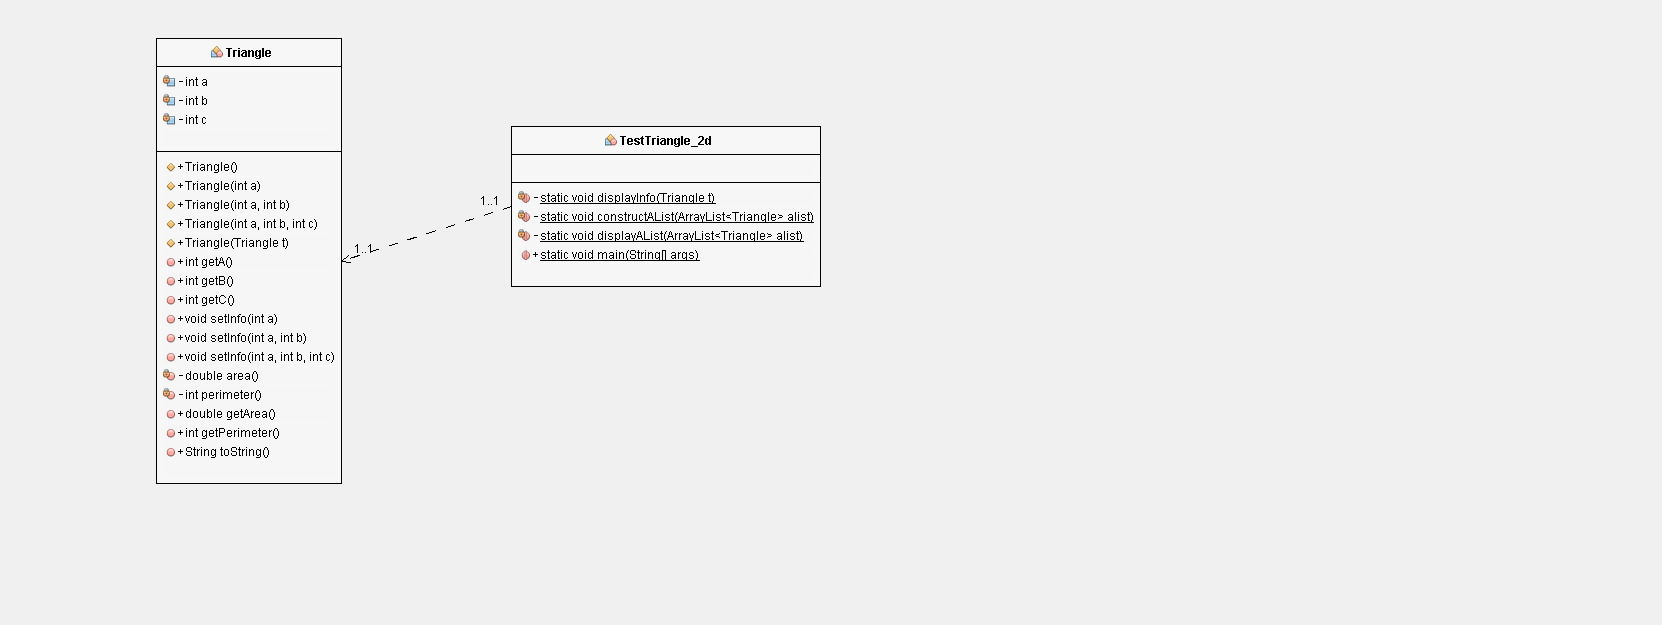 Triangle
- int a
- int b
- int c
+ Triangle()
+ Triangle(int a)
+ Triangle(int a, int b)
+ Triangle(int a, int b, int c)
+ Triangle(Triangle t)
+ int getA()
+ int getB()
+ int getC()
+ void setInfo(int a)
+ void setInfo(int a, int b)
+ void setInfo(int a, int b, int c)
- double area()
- int perimeter()
+ double getArea()
+ int getPerimeter()
+ String toString()
1..1
1..1
TestTriangle_2d
- static void displayInfo(Triangle t)
- static void constructAList(ArrayList<Triangle> alist)
- static void displayAList(ArrayList<Triangle> alist)
+ static void main(String[] args)